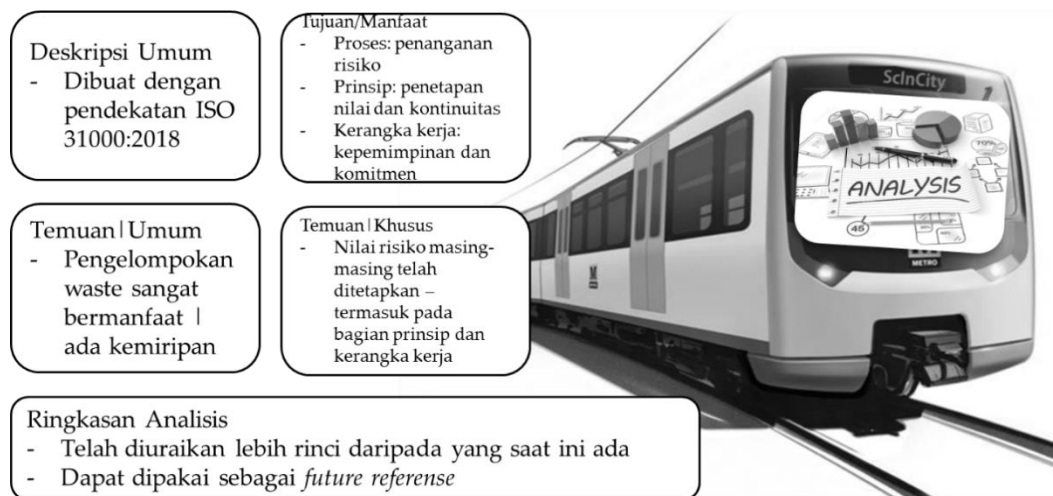 Deskripsi Umum
- Dibuat dengan
pendekatan ISO
31000:2018
Tujuan/Manfaat
- Proses: penanganan
risiko
- Prinsip: penetapan
nilai dan kontinuitas
- Kerangka kerja:
kepemimpinan dan
komitmen
Temuan|Umum
- Pengelompokan
waste sangat
bermanfaat |
ada kemiripan
Temuan|Khusus
- Nilai risiko masing-
masing telah
ditetapkan –
termasuk pada
bagian prinsip dan
kerangka kerja
Ringkasan Analisis
- Telah diuraikan lebih rinci daripada yang saat ini ada
- Dapat dipakai sebagai future referense
ScInCity
ANALYSIS
45
M
METRO